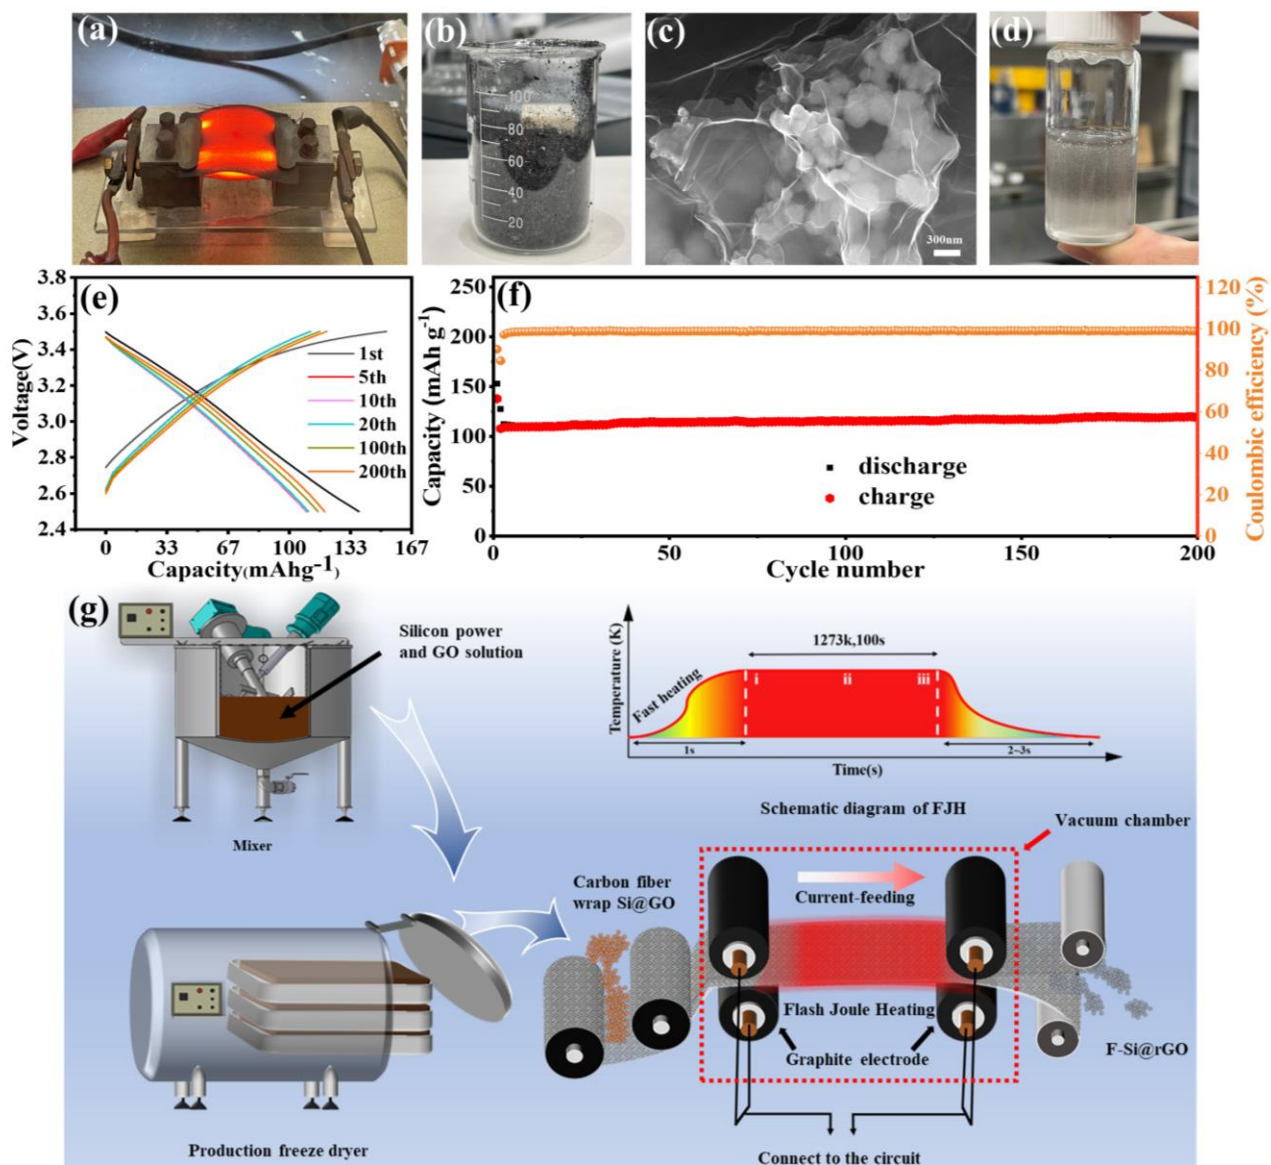 (a)
(b)
100
80
60
40
20
(c)
300nm
(d)
(e)
Voltage(V)
3.8
3.6
3.4
3.2
3.0
2.8
2.6
2.4
1st
5th
10th
20th
100th
200th
0 33 67 100 133 167
Capacity(mAhg-1)
(f)
Capacity (mAh g-1)
250
200
150
100
50
0
discharge
charge
0 50 100 150 200
Cycle number
120
100
80
60
40
20
0
Coulombic efficiency (%)
(g)
Silicon power
and GO solution
Mixer
Temperature (K)
Fast heating
1273k,100s
i ii iii
1s
2~3s
Time(s)
Schematic diagram of FJH
Vacuum chamber
Carbon fiber
wrap Si@GO
Current-feeding
Flash Joule Heating
Graphite electrode
F-Si@rGO
Production freeze dryer
Connect to the circuit